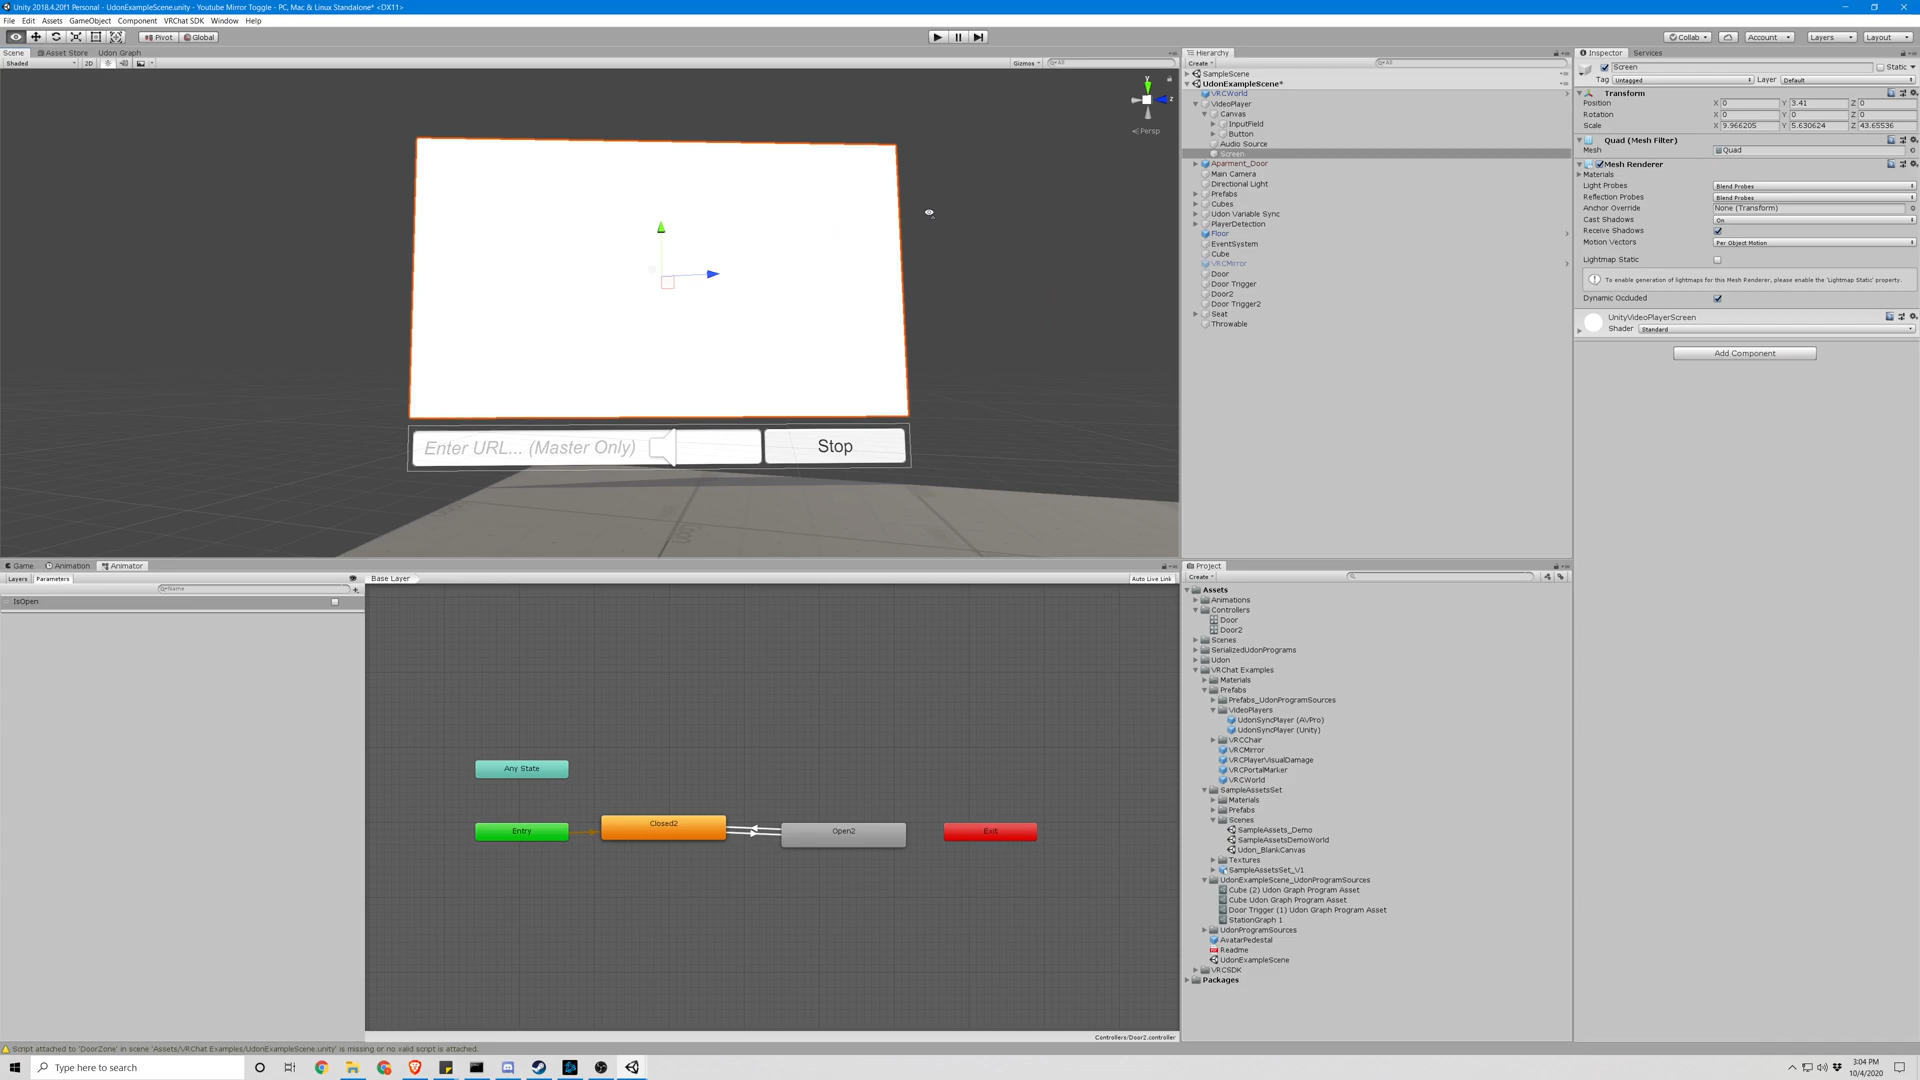 Unity 2018.4.20f1 Personal - UdonExampleScene.unity - Youtube Mirror Toggle - PC, Mac & Linux Standalone* <DX11>
File Edit Assets GameObject Component VRChat SDK Window Help
Pivot Global Collab Account Layers Layout
Scene Asset Store Udon Graph
Shaded 2D Gizmos All
y z
Persp
Enter URL... (Master Only) Stop
Hierarchy
Create All
SampleScene
UdonExampleScene*
VRCWorld
VideoPlayer
Canvas
InputField
Button
Audio Source
Screen
Aparment_Door
Main Camera
Directional Light
Prefabs
Cubes
Udon Variable Sync
PlayerDetection
Floor
EventSystem
Cube
VRCMirror
Door
Door Trigger
Door2
Door Trigger2
Seat
Throwable
Inspector Services
Screen Static
Tag Untagged Layer Default
Transform
Position X 0 Y 3.41 Z 0
Rotation X 0 Y 0 Z 0
Scale X 9.966205 Y 5.630624 Z 43.65536
Quad (Mesh Filter)
Mesh Quad
Mesh Renderer
Materials
Light Probes Blend Probes
Reflection Probes Blend Probes
Anchor Override None (Transform)
Cast Shadows On
Receive Shadows
Motion Vectors Per Object Motion
Lightmap Static
To enable generation of lightmaps for this Mesh Renderer, please enable the 'Lightmap Static' property.
Dynamic Occluded
UnityVideoPlayerScreen
Shader Standard
Add Component
Game Animation Animator
Layers Parameters Base Layer Auto Live Link
Name
IsOpen
Any State
Entry Closed2 Open2 Exit
Controllers/Door2.controller
Project
Create
Assets
Animations
Controllers
Door
Door2
Scenes
SerializedUdonPrograms
Udon
VRChat Examples
Materials
Prefabs
Prefabs_UdonProgramSources
VideoPlayers
UdonSyncPlayer (AVPro)
UdonSyncPlayer (Unity)
VRCChair
VRCMirror
VRCPlayerVisualDamage
VRCPortalMarker
VRCWorld
SampleAssetsSet
Materials
Prefabs
Scenes
SampleAssets_Demo
SampleAssetsDemoWorld
Udon_BlankCanvas
Textures
SampleAssetsSet_V1
UdonExampleScene_UdonProgramSources
Cube (2) Udon Graph Program Asset
Cube Udon Graph Program Asset
Door Trigger (1) Udon Graph Program Asset
StationGraph 1
UdonProgramSources
AvatarPedestal
Readme
UdonExampleScene
VRCSDK
Packages
Script attached to 'DoorZone' in scene 'Assets/VRChat Examples/UdonExampleScene.unity' is missing or no valid script is attached.
Type here to search
3:04 PM
10/4/2020